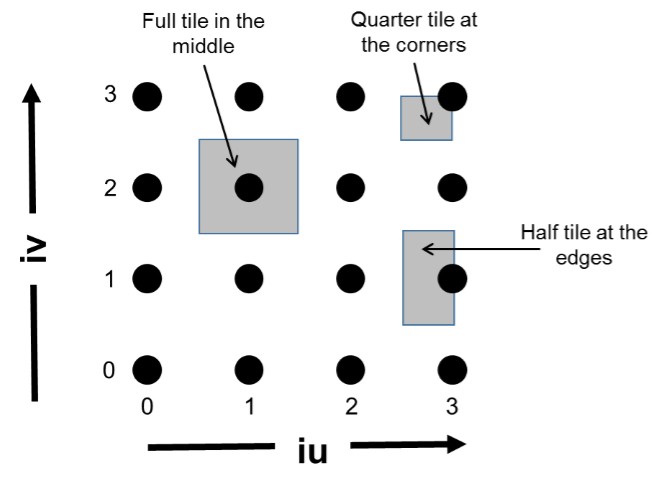 Full tile in the
middle
Quarter tile at
the corners
3
2
Half tile at the
edges
iv
1
0
0 1 2 3
iu